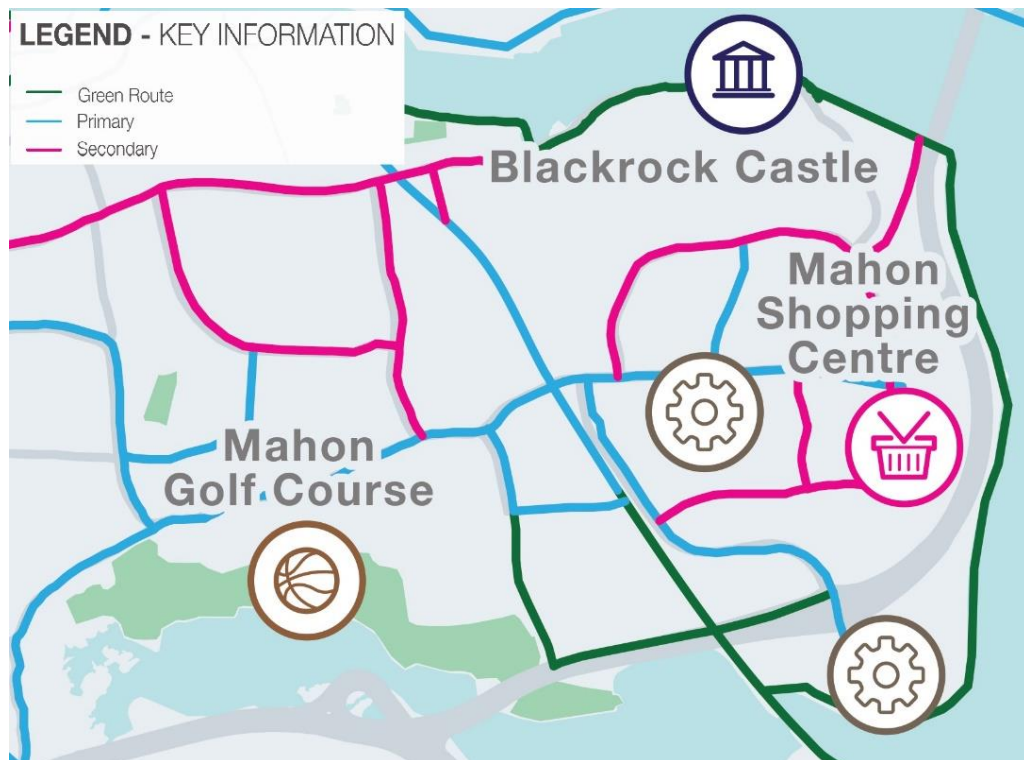 LEGEND - KEY INFORMATION
Green Route
Primary
Secondary
Blackrock Castle
Mahon
Shopping
Centre
Mahon
Golf Course